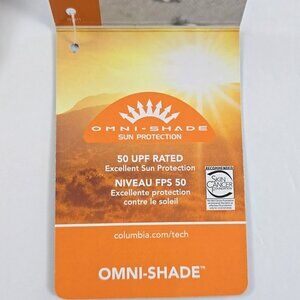 OMNI-SHADE
SUN PROTECTION
50 UPF RATED
Excellent Sun Protection
NIVEAU FPS 50
Excellente protection
contre le soleil
RECOMMENDED
SKIN
CANCER
FOUNDATION
columbia.com/tech
OMNI-SHADE™